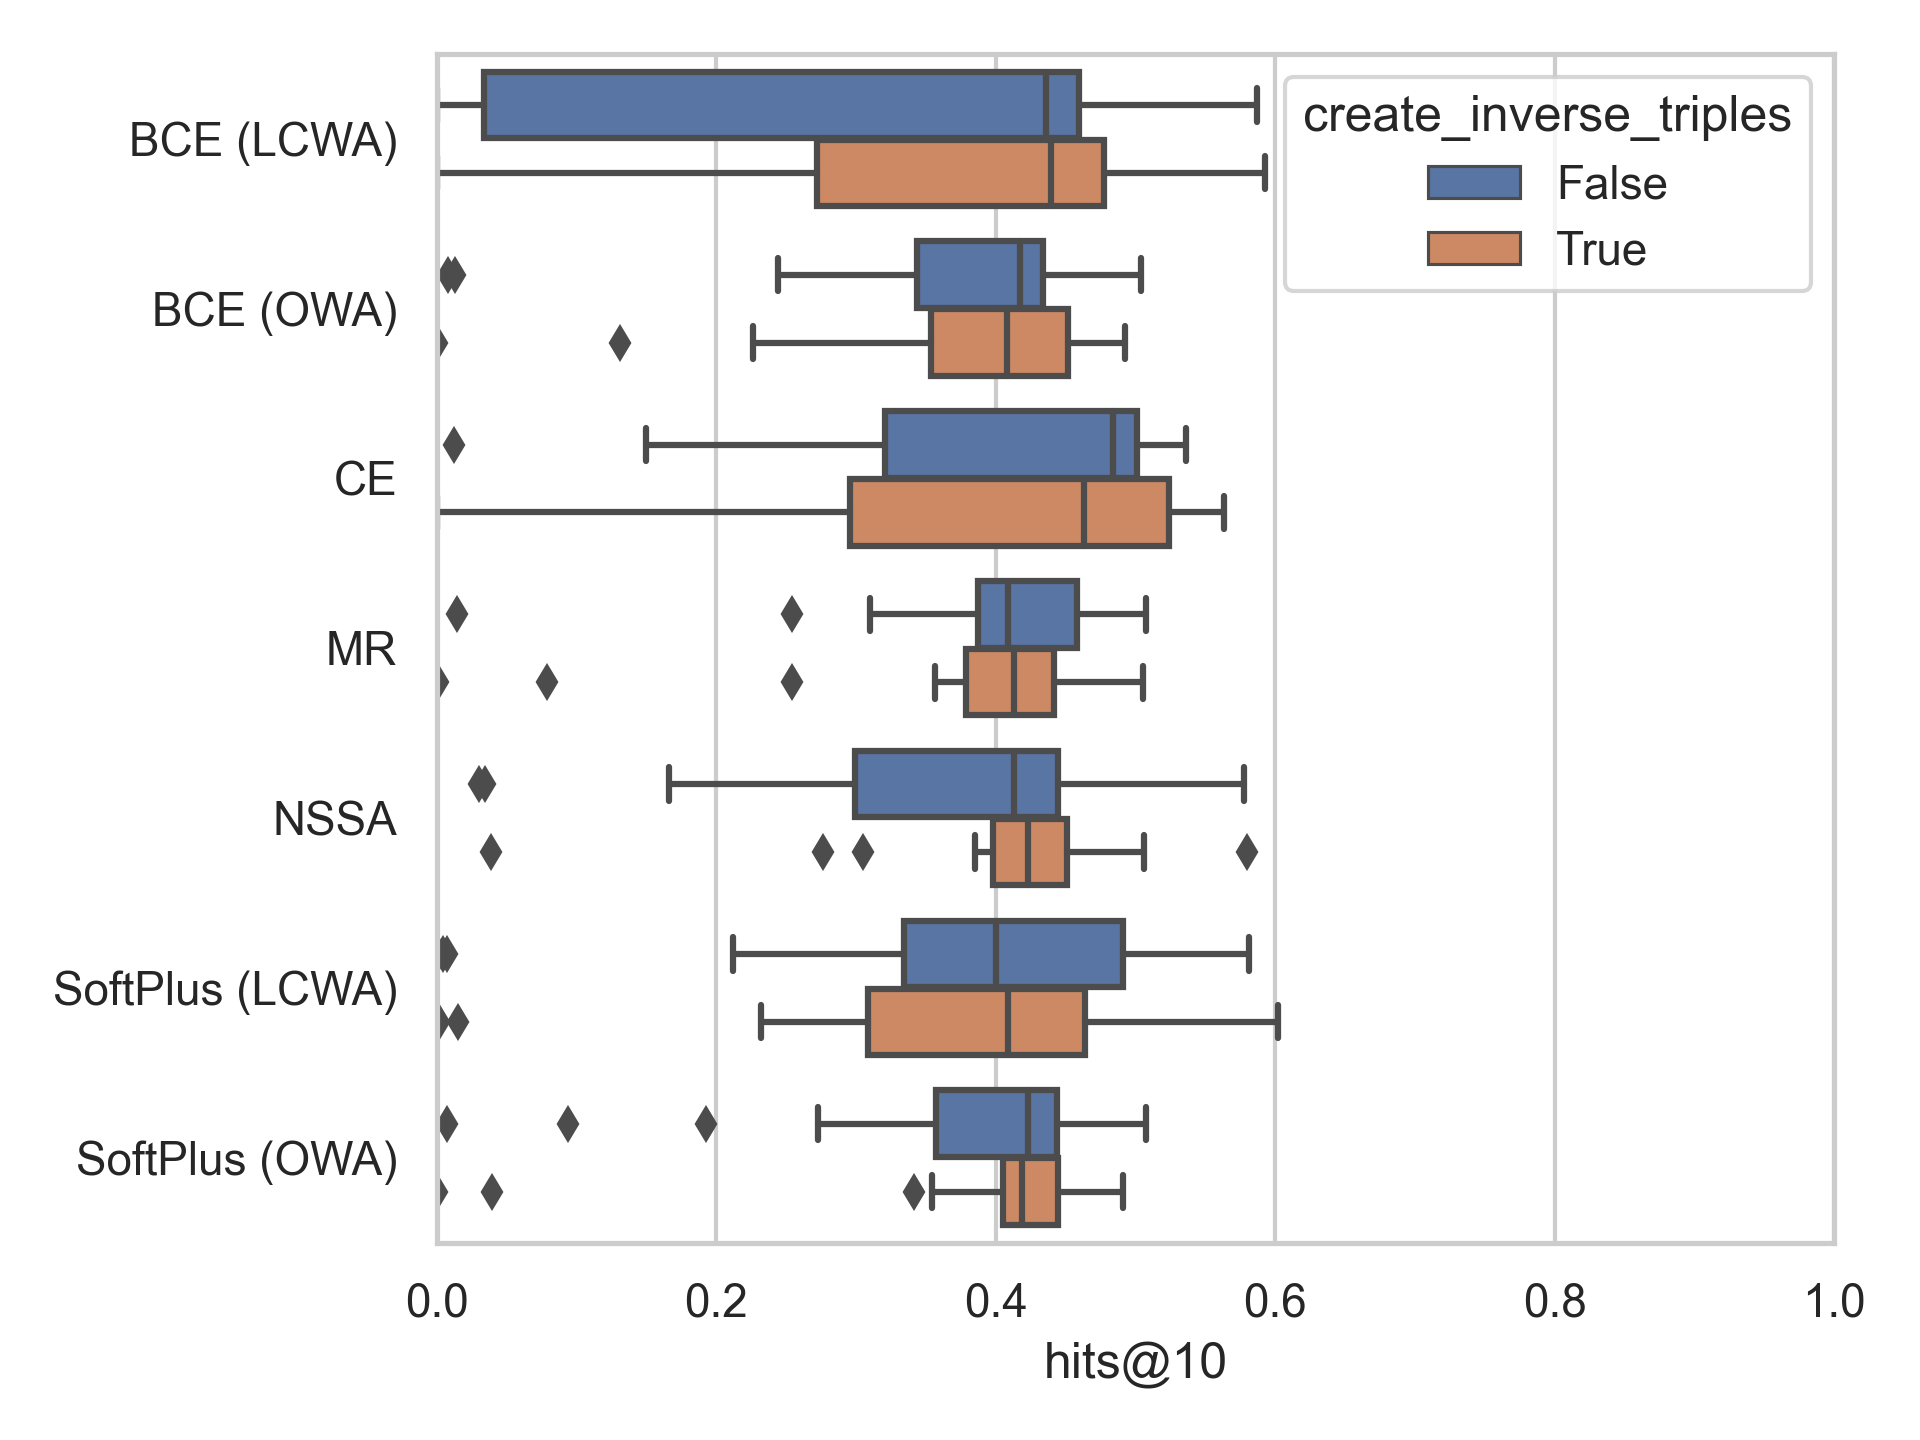 create_inverse_triples
False
True
BCE (LCWA)
BCE (OWA)
CE
MR
NSSA
SoftPlus (LCWA)
SoftPlus (OWA)
0.0 0.2 0.4 0.6 0.8 1.0
hits@10